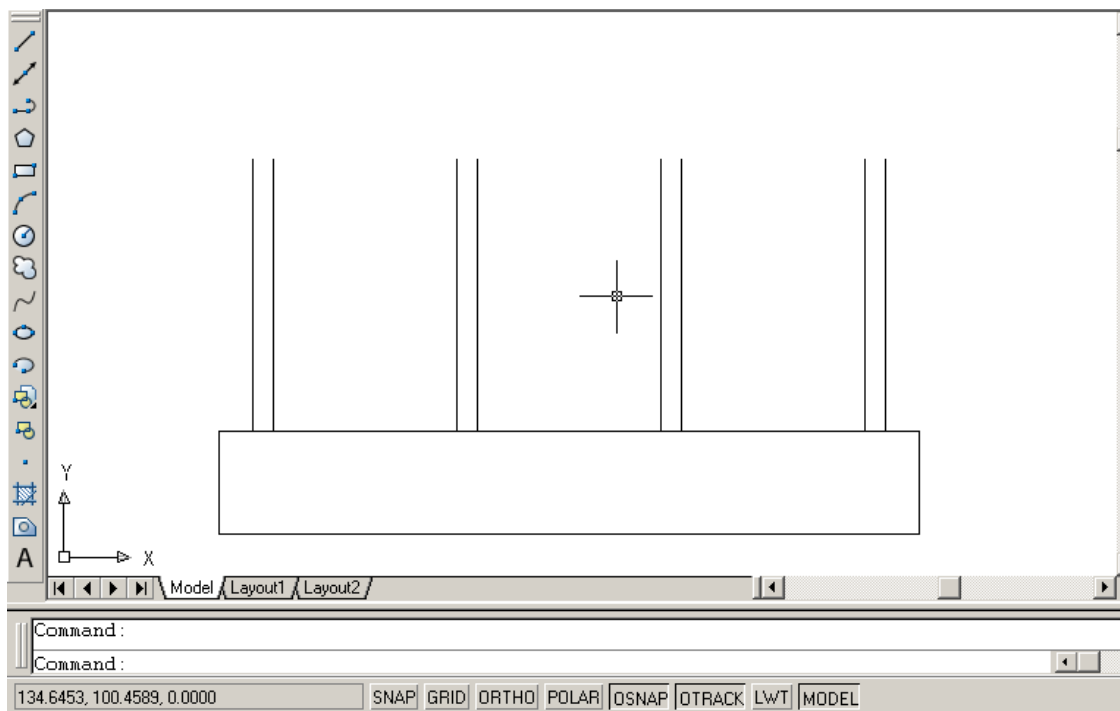 A
Y
X
Model Layout1 Layout2
Command:
Command:
134.6453, 100.4589, 0.0000 SNAP GRID ORTHO POLAR OSNAP OTRACK LWT MODEL